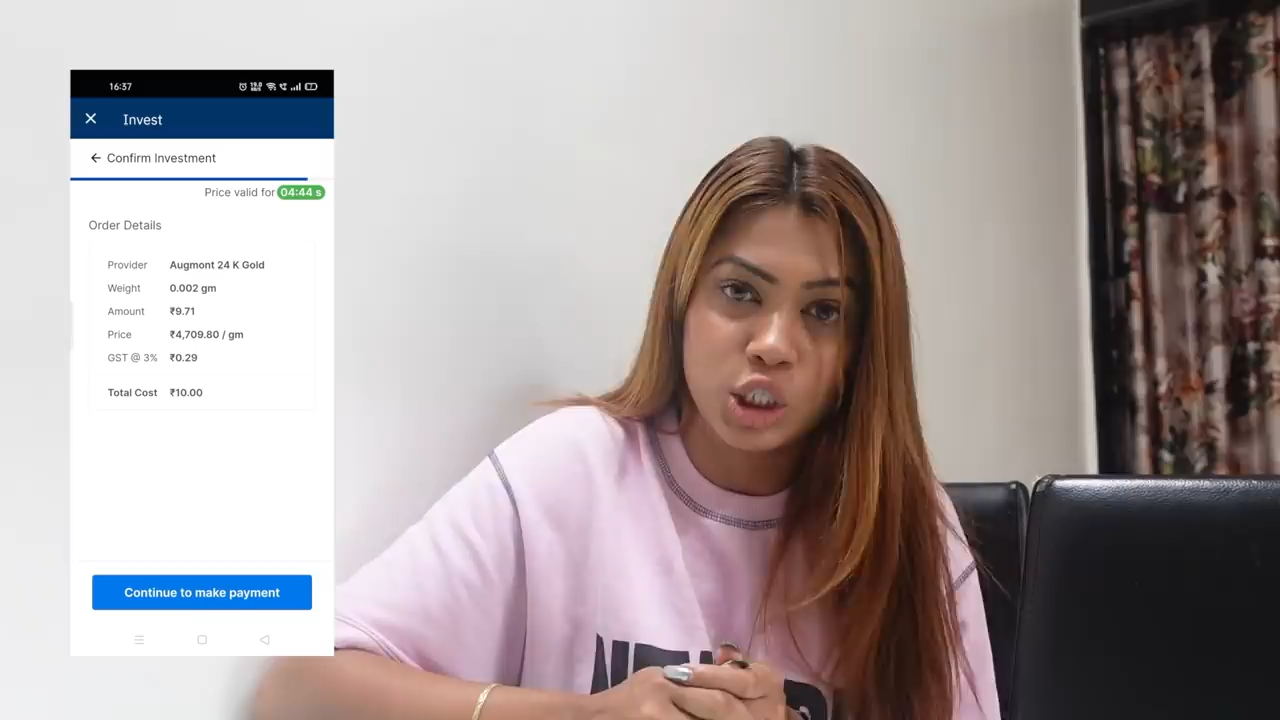 16:37
Invest
Confirm Investment
Price valid for 04:44 s
Order Details
Provider Augmont 24 K Gold
Weight 0.002 gm
Amount ₹9.71
Price ₹4,709.80 / gm
GST @ 3% ₹0.29
Total Cost ₹10.00
Continue to make payment